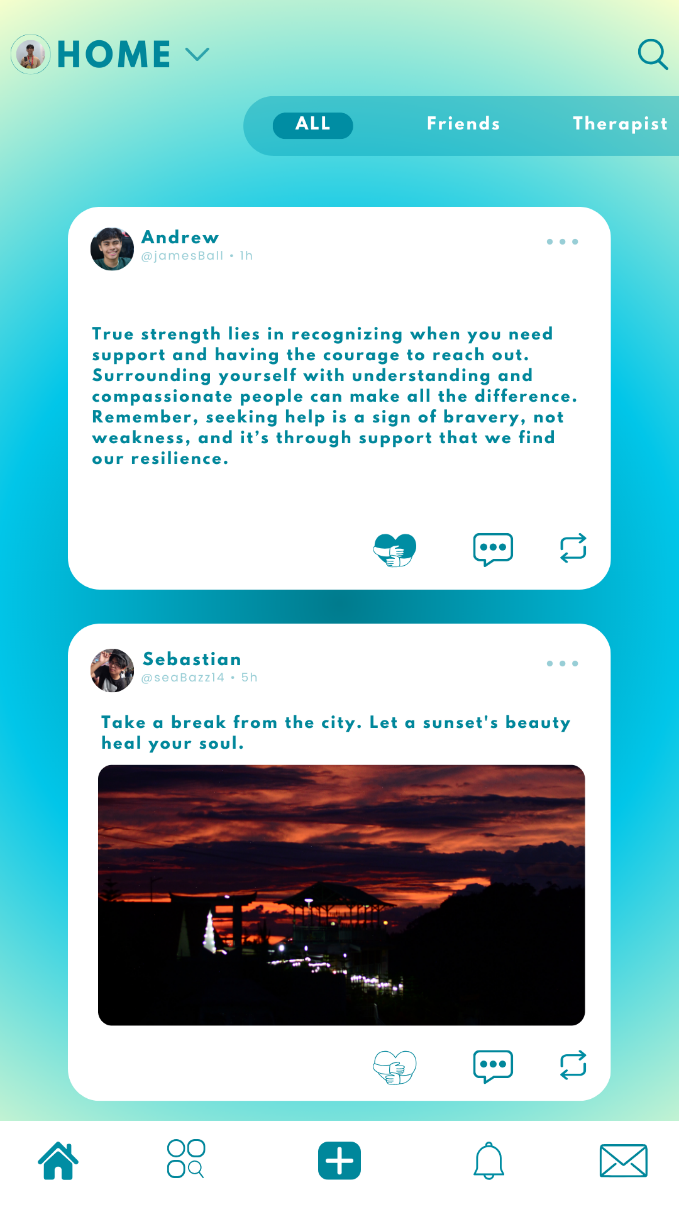 HOME
ALL Friends Therapist
Andrew
@jamesBall • 1h
True strength lies in recognizing when you need
support and having the courage to reach out.
Surrounding yourself with understanding and
compassionate people can make all the difference.
Remember, seeking help is a sign of bravery, not
weakness, and it’s through support that we find
our resilience.
Sebastian
@seaBazz14 • 5h
Take a break from the city. Let a sunset's beauty
heal your soul.